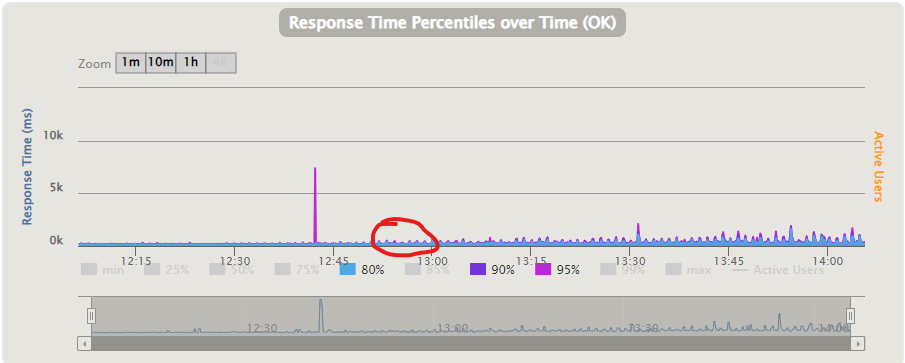 Response Time Percentiles over Time (OK)
Zoom 1m 10m 1h All
Response Time (ms)
10k
5k
0k
Active Users
12:15 12:30 12:45 13:00 13:15 13:30 13:45 14:00
min 25% 50% 75% 80% 85% 90% 95% 99% max Active Users
12:30 13:00 13:30 14:00